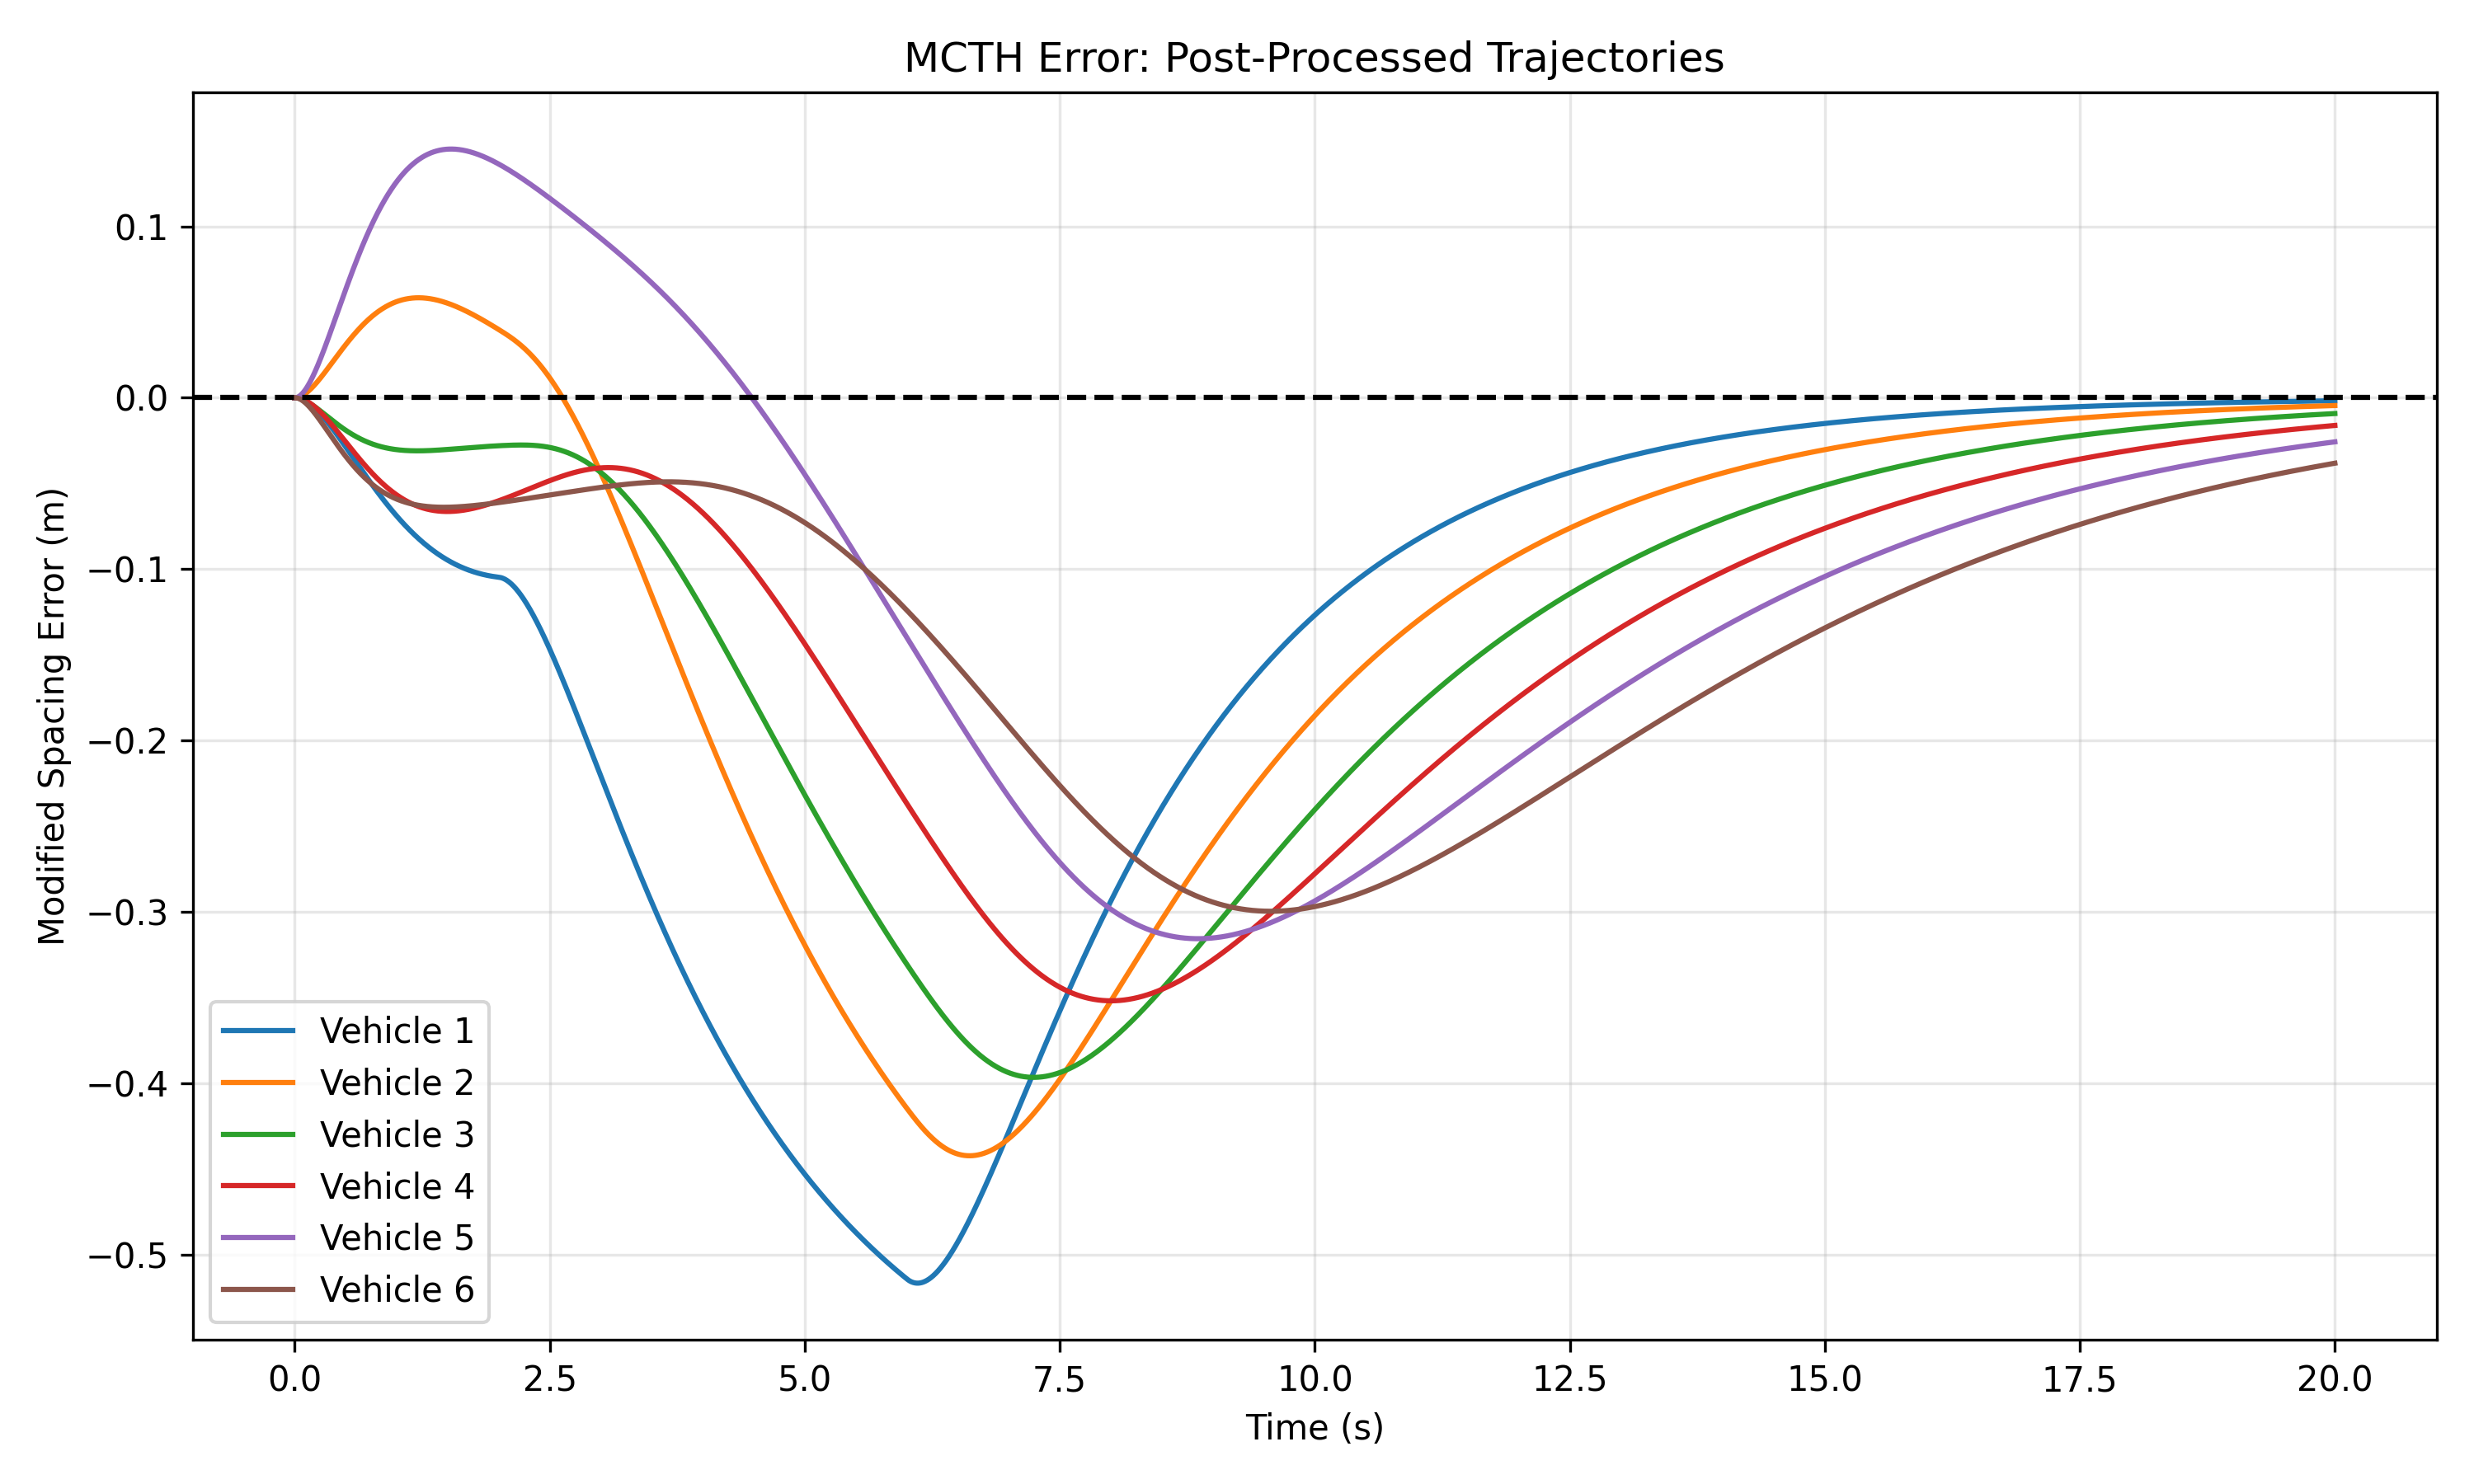 MCTH Error: Post-Processed Trajectories
Modified Spacing Error (m)
0.1
0.0
−0.1
−0.2
−0.3
−0.4
−0.5
Vehicle 1
Vehicle 2
Vehicle 3
Vehicle 4
Vehicle 5
Vehicle 6
0.0 2.5 5.0 7.5 10.0 12.5 15.0 17.5 20.0
Time (s)